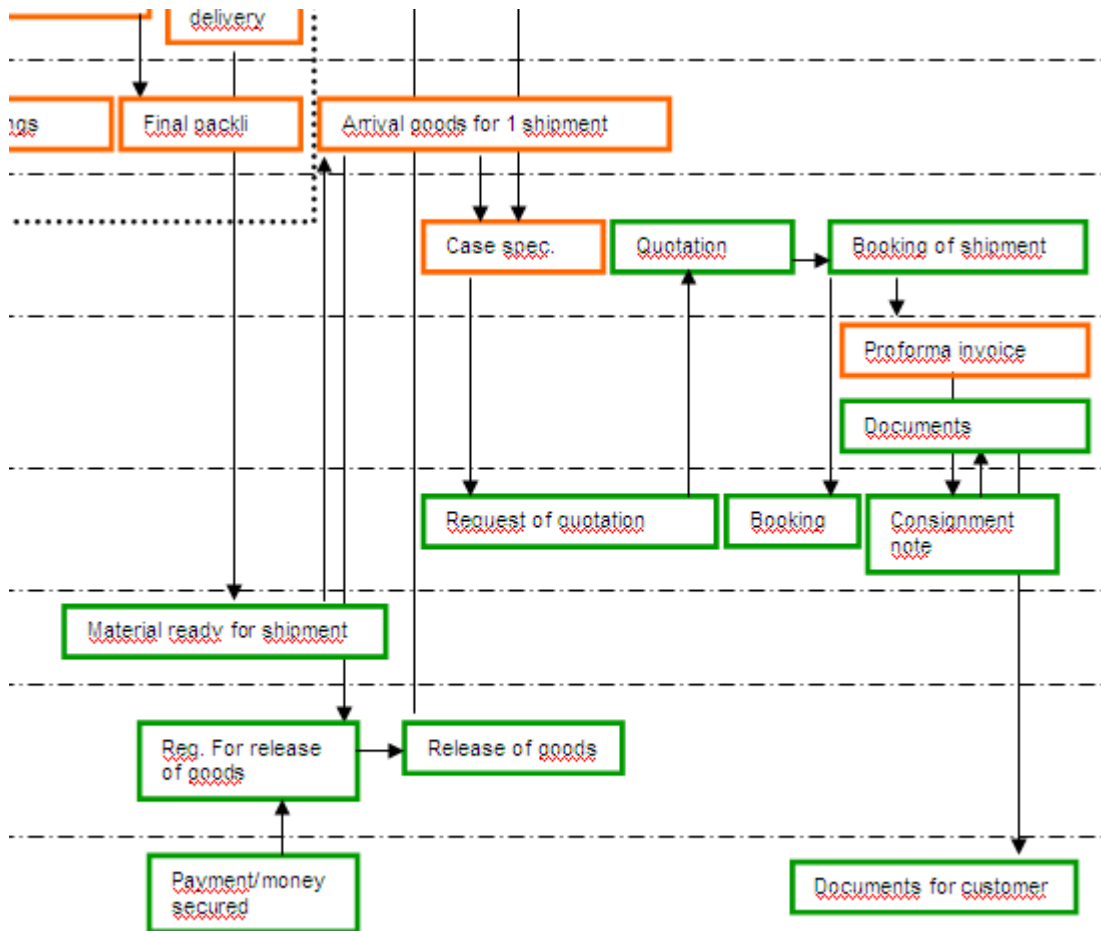 delivery
ngs
Final packli
Arrival goods for 1 shipment
Case spec.
Quotation
Booking of shipment
Proforma invoice
Documents
Request of quotation
Booking
Consignment
note
Material ready for shipment
Req. For release
of goods
Release of goods
Payment/money
secured
Documents for customer